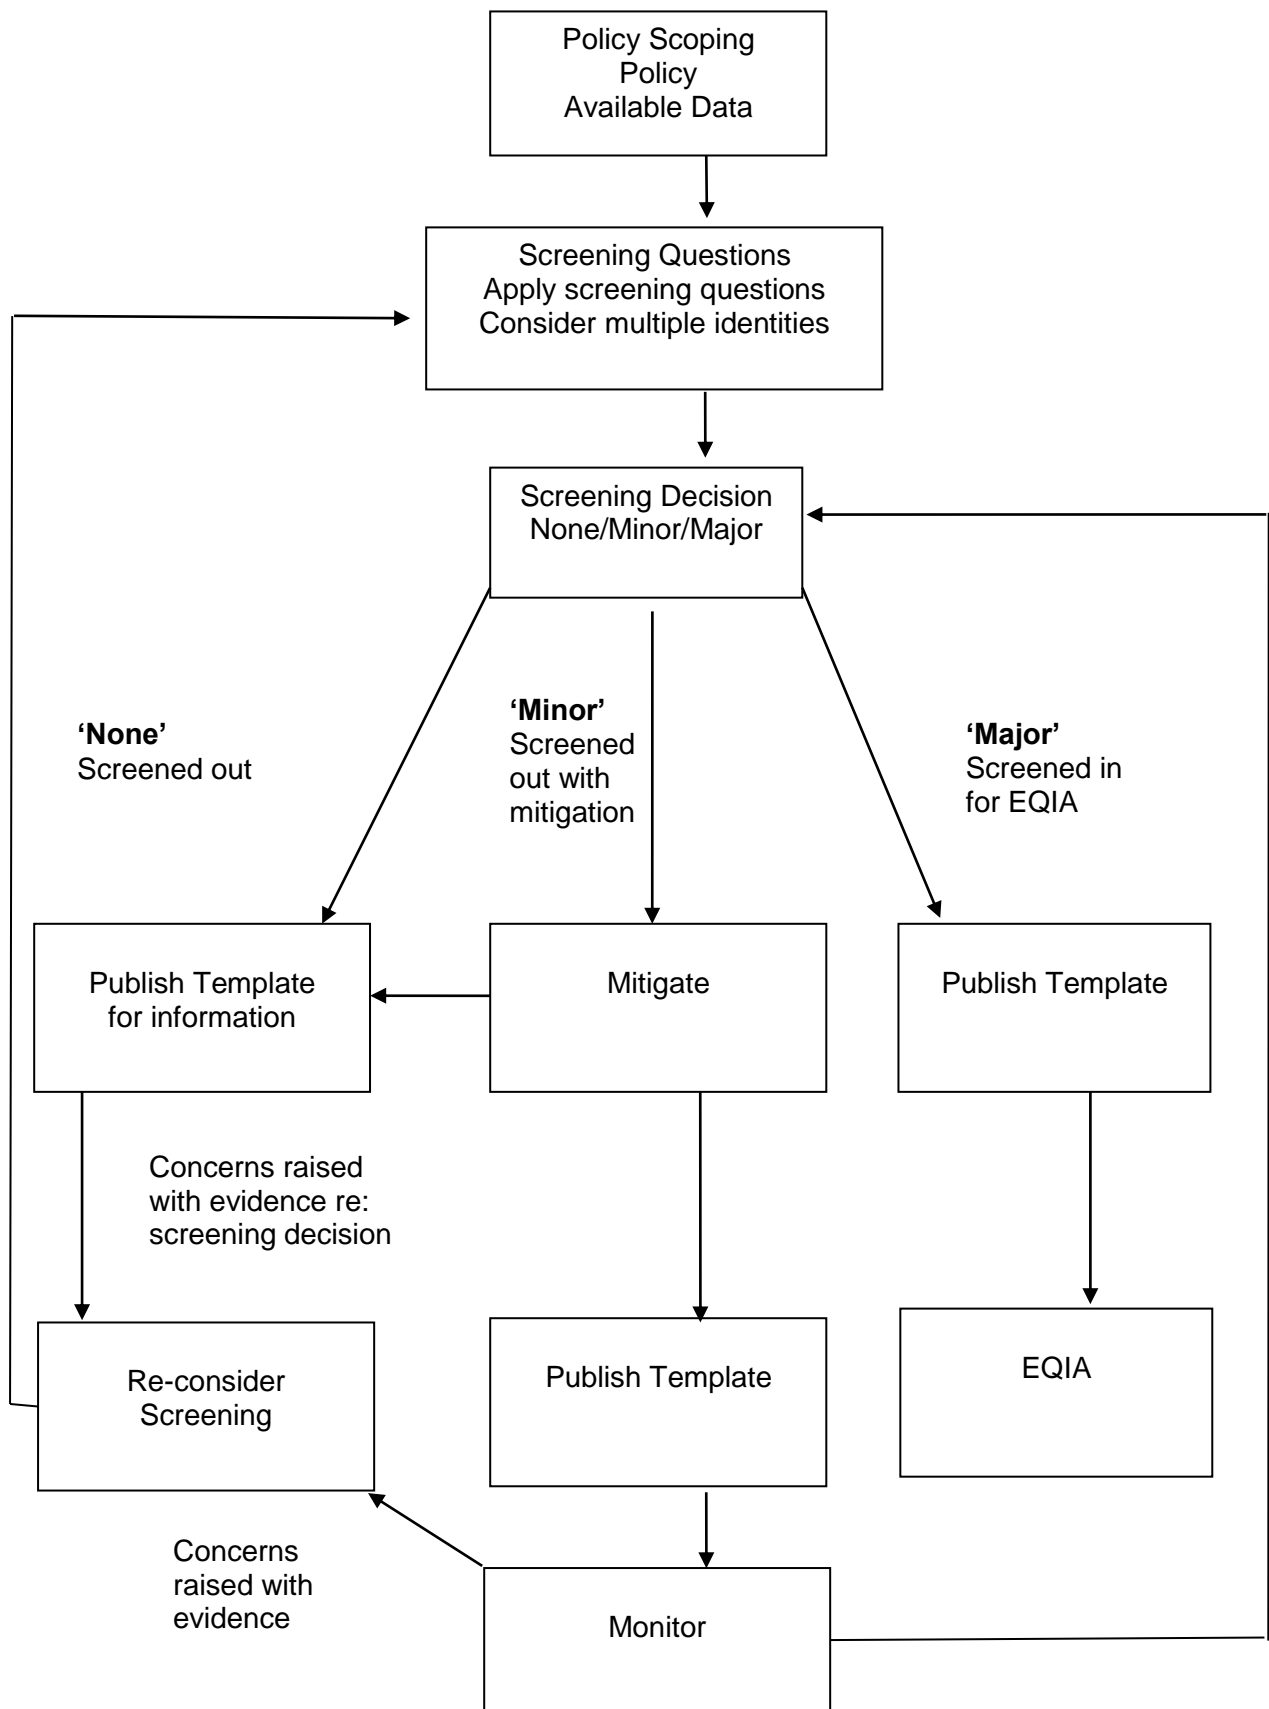 Policy Scoping
Policy
Available Data
Screening Questions
Apply screening questions
Consider multiple identities
Screening Decision
None/Minor/Major
‘None’
Screened out
‘Minor’
Screened
out with
mitigation
‘Major’
Screened in
for EQIA
Publish Template
for information
Mitigate
Publish Template
Concerns raised
with evidence re:
screening decision
Re-consider
Screening
Publish Template
EQIA
Concerns
raised with
evidence
Monitor